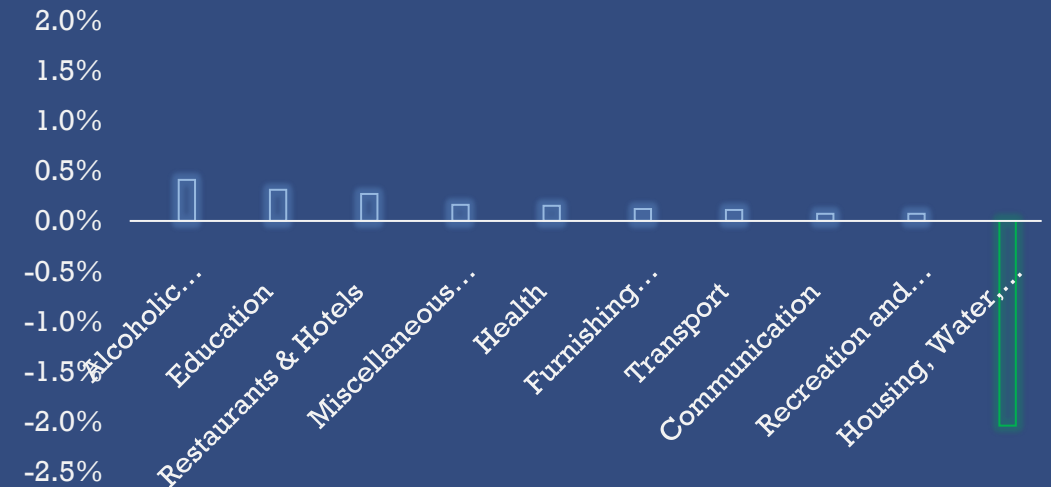 2.0%
1.5%
1.0%
0.5%
0.0%
-0.5%
-1.0%
-1.5%
-2.0%
-2.5%
Alcoholic…
Education
Restaurants & Hotels
Miscellaneous…
Health
Furnishing…
Transport
Communication
Recreation and…
Housing, Water,…